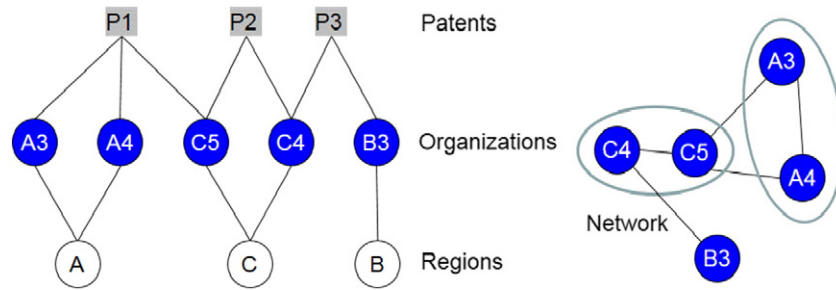 P1 P2 P3 Patents
A3 A4 C5 C4 B3 Organizations
A C B Regions
A3
C4 C5
A4
Network
B3